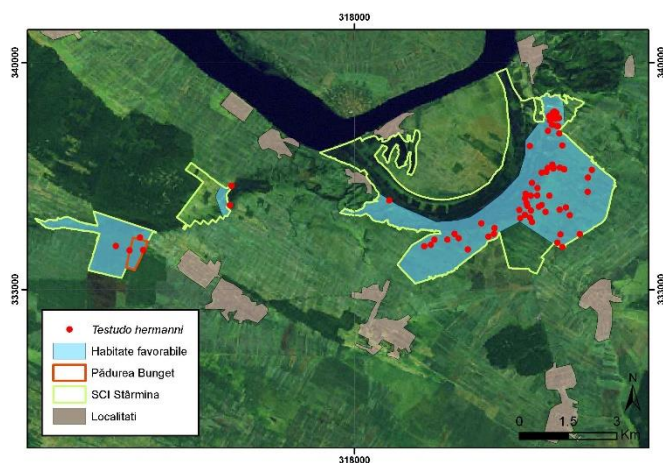 318000
340000
340000
333000
333000
Testudo hermanni
Habitate favorabile
Pădurea Bunget
SCI Stârmina
Localitati
N
0 1.5 3
Km
318000